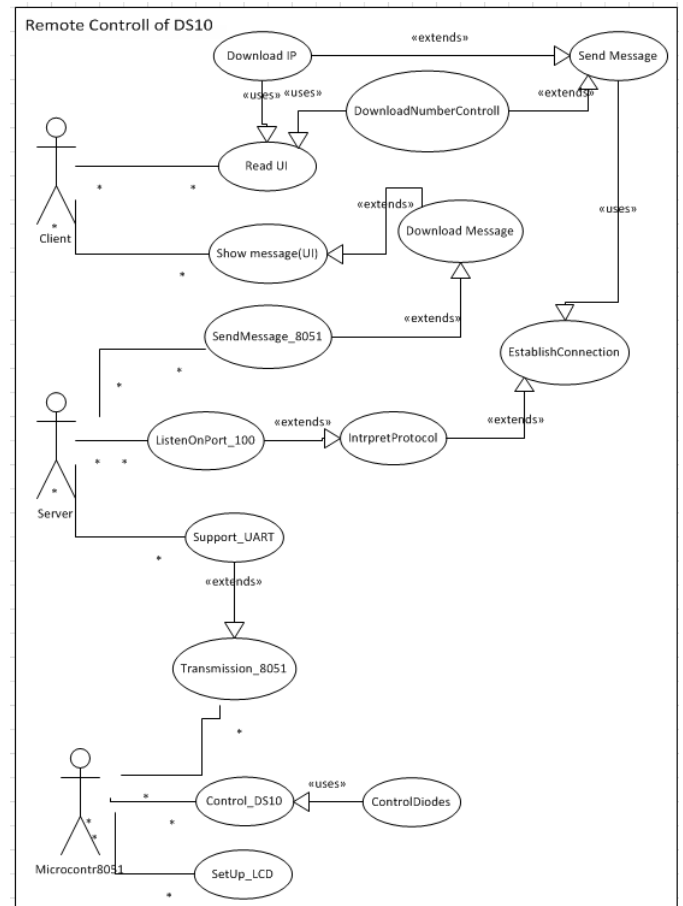 Remote Controll of DS10
Download IP
«extends»
Send Message
«uses»
«uses»
DownloadNumberControll
«extends»
Read UI
*
*
*
Client
«uses»
«extends»
Show message(UI)
Download Message
*
SendMessage_8051
«extends»
EstablishConnection
*
*
ListenOnPort_100
«extends»
IntrpretProtocol
«extends»
*
*
*
Server
Support_UART
*
«extends»
Transmission_8051
*
«uses»
Control_DS10
ControlDiodes
*
*
*
*
Microcontr8051
SetUp_LCD
*